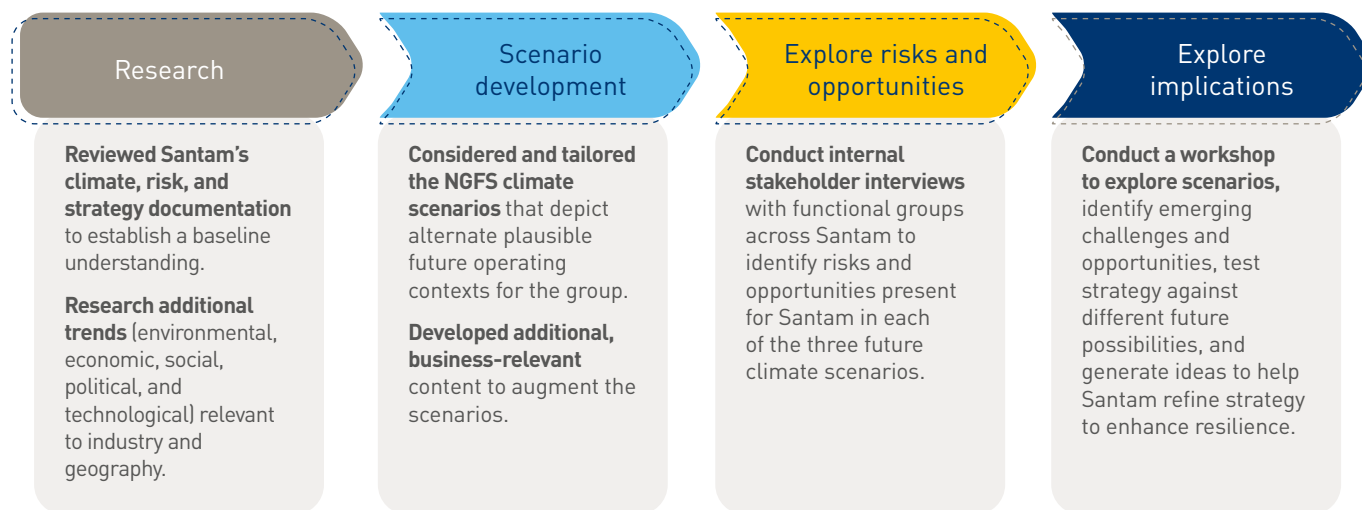 Research
Reviewed Santam's
climate, risk, and
strategy documentation
to establish a baseline
understanding.
Research additional
trends (environmental,
economic, social,
political, and
technological) relevant
to industry and
geography.
Scenario
development
Considered and tailored
the NGFS climate
scenarios that depict
alternate plausible
future operating
contexts for the group.
Developed additional,
business-relevant
content to augment the
scenarios.
Explore risks and
opportunities
Conduct internal
stakeholder interviews
with functional groups
across Santam to
identify risks and
opportunities present
for Santam in each
of the three future
climate scenarios.
Explore
implications
Conduct a workshop
to explore scenarios,
identify emerging
challenges and
opportunities, test
strategy against
different future
possibilities, and
generate ideas to help
Santam refine strategy
to enhance resilience.